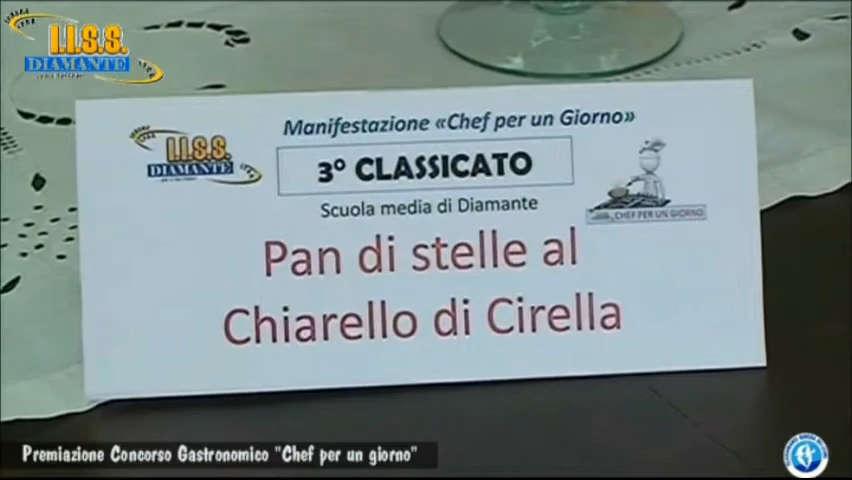 I.I.S.S.
DIAMANTE
Manifestazione «Chef per un Giorno»
I.I.S.S.
DIAMANTE
3° CLASSICATO
Scuola media di Diamante
CHEF PER UN GIORNO
Pan di stelle al
Chiarello di Cirella
Premiazione Concorso Gastronomico "Chef per un giorno"